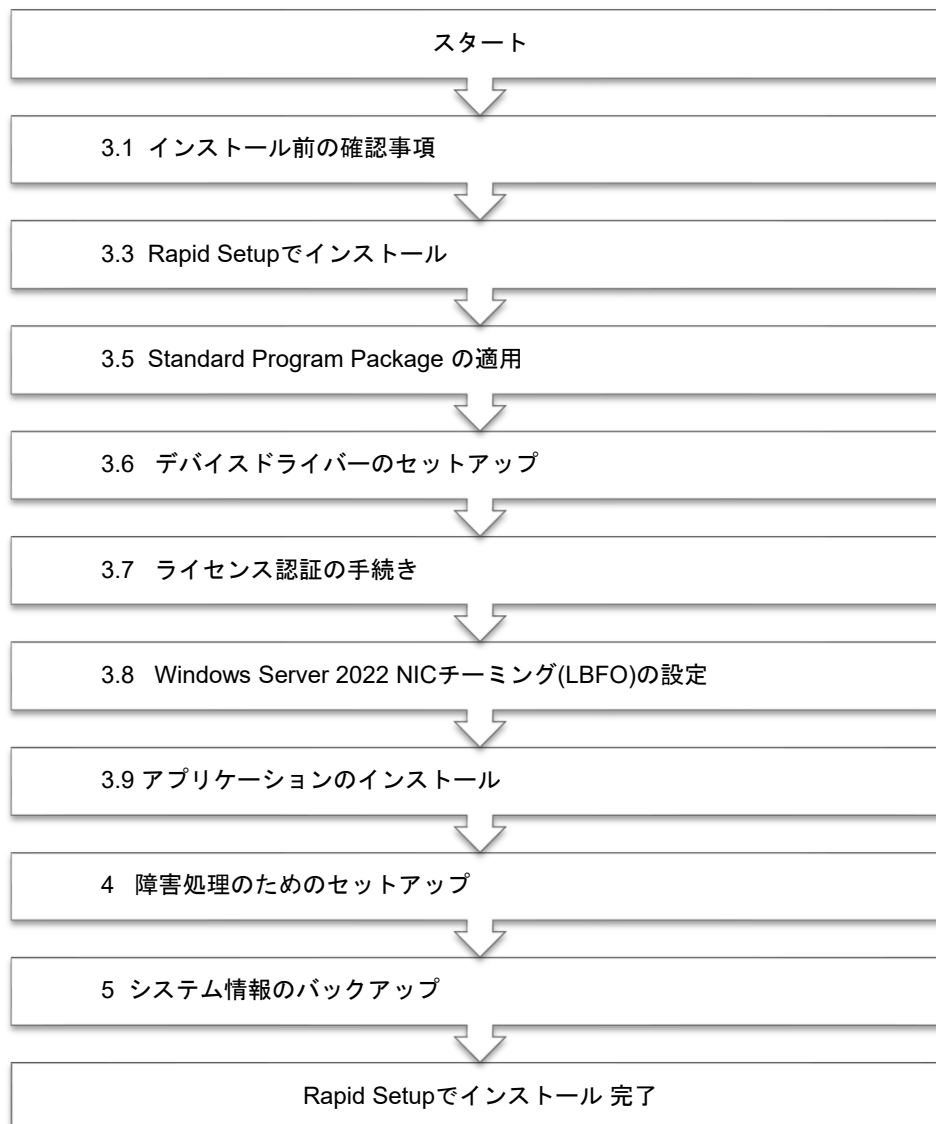 スタート
3.1 インストール前の確認事項
3.3 Rapid Setupでインストール
3.5 Standard Program Package の適用
3.6 デバイスドライバーのセットアップ
3.7 ライセンス認証の手続き
3.8 Windows Server 2022 NICチーミング(LBFO)の設定
3.9 アプリケーションのインストール
4 障害処理のためのセットアップ
5 システム情報のバックアップ
Rapid Setupでインストール 完了